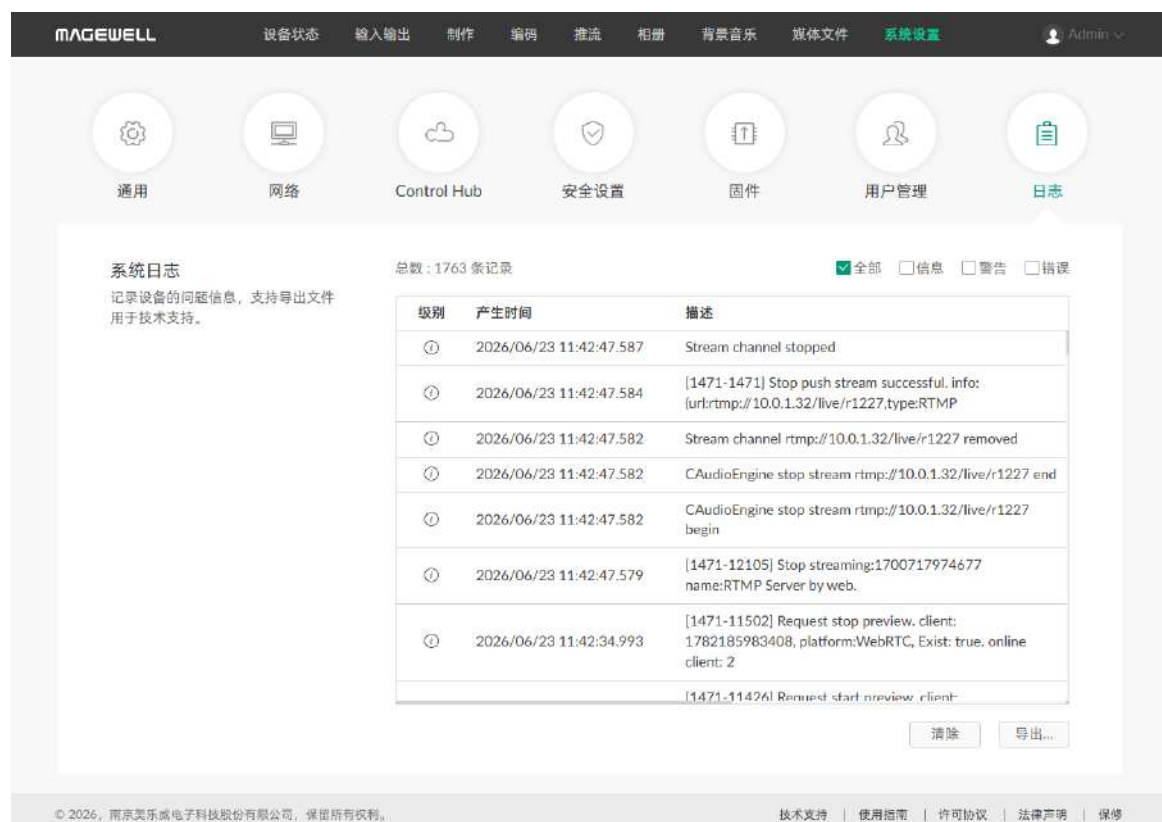 MAGEWELL 设备状态 输入输出 制作 编码 推流 相册 背景音乐 媒体文件 系统设置 Admin
通用 网络 Control Hub 安全设置 固件 用户管理 日志
系统日志
记录设备的问题信息，支持导出文件
用于技术支持。
总数 : 1763 条记录 全部 信息 警告 错误
级别 产生时间 描述
2026/06/23 11:42:47.587 Stream channel stopped
2026/06/23 11:42:47.584 [1471-1471] Stop push stream successful. info:
{url:rtmp://10.0.1.32/live/r1227,type:RTMP
2026/06/23 11:42:47.582 Stream channel rtmp://10.0.1.32/live/r1227 removed
2026/06/23 11:42:47.582 CAudioEngine stop stream rtmp://10.0.1.32/live/r1227 end
2026/06/23 11:42:47.582 CAudioEngine stop stream rtmp://10.0.1.32/live/r1227
begin
2026/06/23 11:42:47.579 [1471-12105] Stop streaming:1700717974677
name:RTMP Server by web.
2026/06/23 11:42:34.993 [1471-11502] Request stop preview. client:
1782185983408, platform:WebRTC, Exist: true. online
client: 2
[1471-11426] Request start preview. client:
清除 导出...
© 2026，南京美乐威电子科技股份有限公司，保留所有权利。 技术支持 | 使用指南 | 许可协议 | 法律声明 | 保修